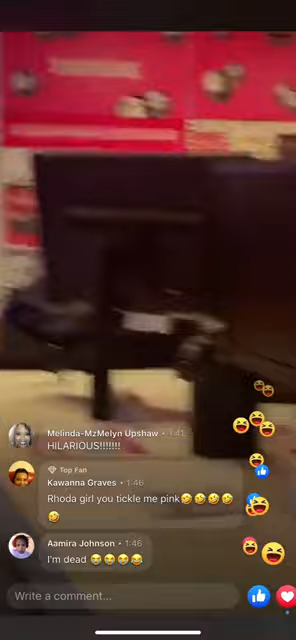 Melinda-MzMelyn Upshaw • 1:41
HILARIOUS!!!!!!!
Top Fan
Kawanna Graves • 1:46
Rhoda girl you tickle me pink🤣🤣🤣🤣
🤣
Aamira Johnson • 1:46
I'm dead 😭😭😭😂
Write a comment...